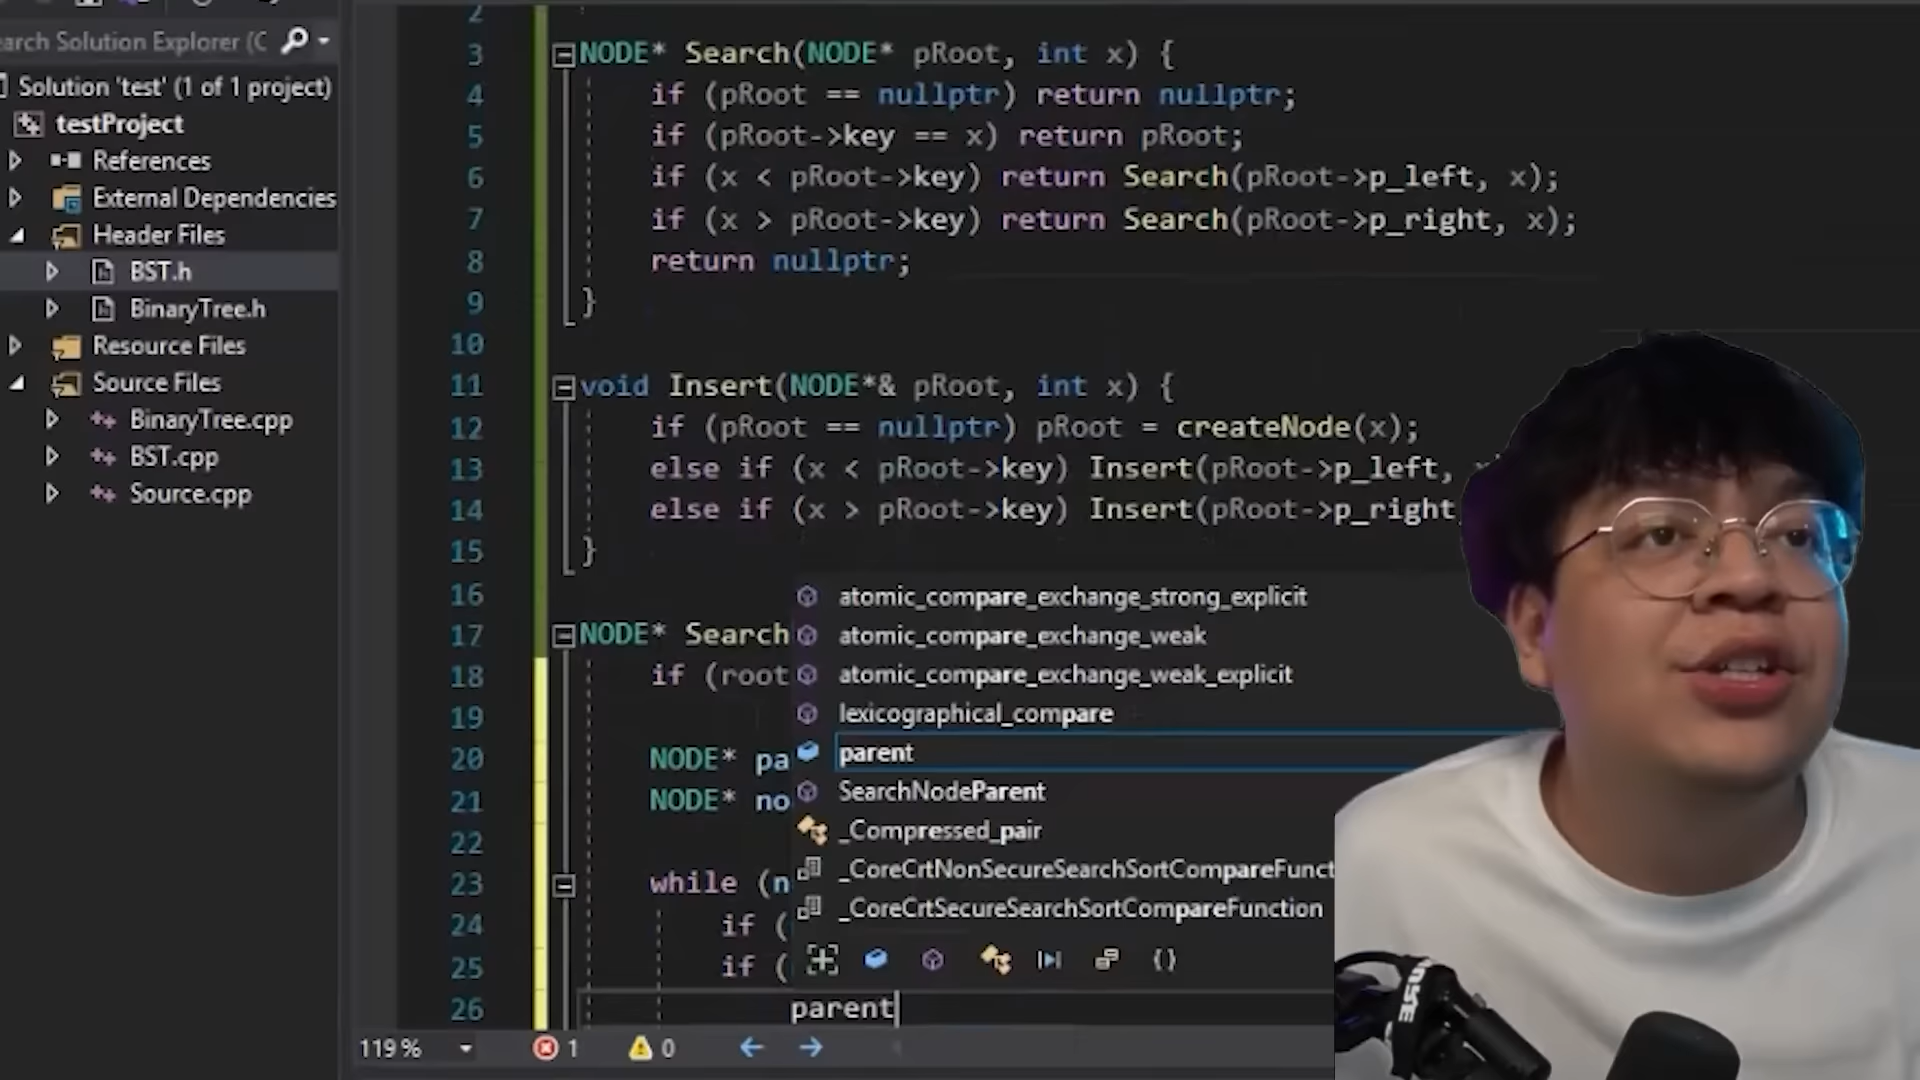 Search Solution Explorer (C
Solution 'test' (1 of 1 project)
testProject
References
External Dependencies
Header Files
BST.h
BinaryTree.h
Resource Files
Source Files
BinaryTree.cpp
BST.cpp
Source.cpp
2
3 NODE* Search(NODE* pRoot, int x) {
4 if (pRoot == nullptr) return nullptr;
5 if (pRoot->key == x) return pRoot;
6 if (x < pRoot->key) return Search(pRoot->p_left, x);
7 if (x > pRoot->key) return Search(pRoot->p_right, x);
8 return nullptr;
9 }
10
11 void Insert(NODE*& pRoot, int x) {
12 if (pRoot == nullptr) pRoot = createNode(x);
13 else if (x < pRoot->key) Insert(pRoot->p_left,
14 else if (x > pRoot->key) Insert(pRoot->p_right
15 }
16
17 NODE* Search
18 if (root
19
20 NODE* pa
21 NODE* no
22
23 while (n
24 if (
25 if (
26 parent
atomic_compare_exchange_strong_explicit
atomic_compare_exchange_weak
atomic_compare_exchange_weak_explicit
lexicographical_compare
parent
SearchNodeParent
_Compressed_pair
_CoreCrtNonSecureSearchSortCompareFunct
_CoreCrtSecureSearchSortCompareFunction
119 % 1 0